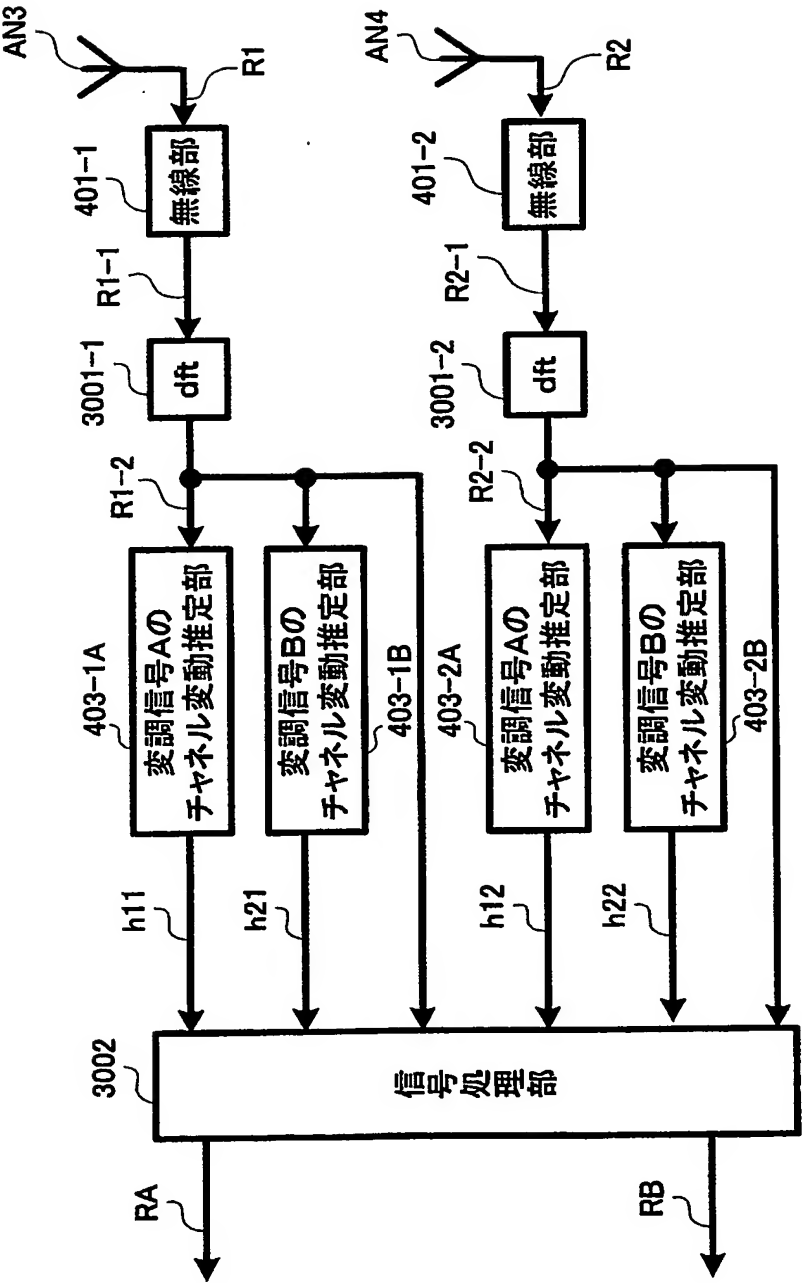 AN3
R1
401-1
無線部
R1-1
3001-1
dft
R1-2
403-1A
変調信号Aの
チャネル変動推定部
変調信号Bの
チャネル変動推定部
403-1B
h11
h21
AN4
R2
401-2
無線部
R2-1
3001-2
dft
R2-2
403-2A
変調信号Aの
チャネル変動推定部
変調信号Bの
チャネル変動推定部
403-2B
h12
h22
3002
信号処理部
RA
RB